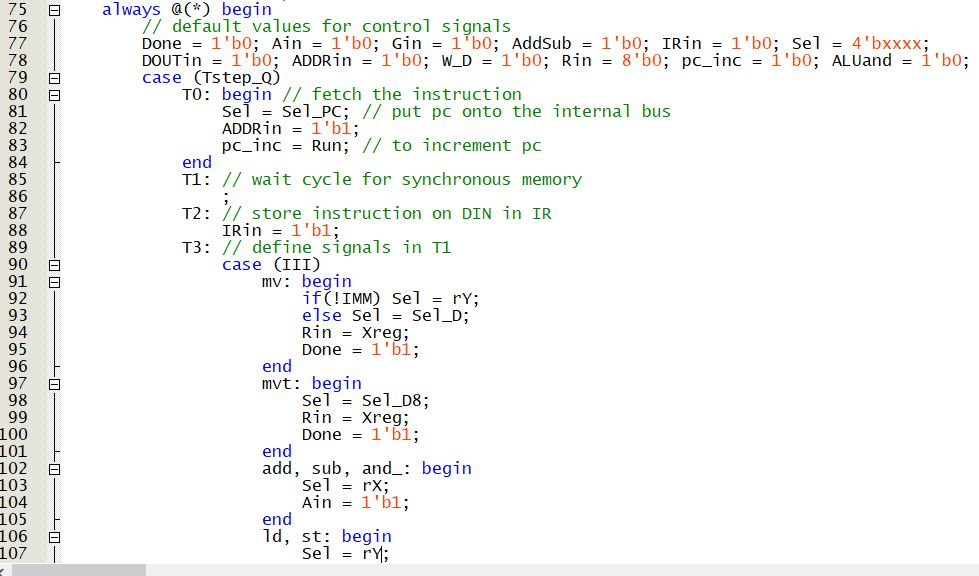 75 always @(*) begin
76 // default values for control signals
77 Done = 1'b0; Ain = 1'b0; Gin = 1'b0; AddSub = 1'b0; IRin = 1'b0; Sel = 4'bxxxx;
78 DOUTin = 1'b0; ADDRin = 1'b0; W_D = 1'b0; Rin = 8'b0; pc_inc = 1'b0; ALUand = 1'b0;
79 case (Tstep_Q)
80 T0: begin // fetch the instruction
81 Sel = Sel_PC; // put pc onto the internal bus
82 ADDRin = 1'b1;
83 pc_inc = Run; // to increment pc
84 end
85 T1: // wait cycle for synchronous memory
86 ;
87 T2: // store instruction on DIN in IR
88 IRin = 1'b1;
89 T3: // define signals in T1
90 case (III)
91 mv: begin
92 if(!IMM) Sel = rY;
93 else Sel = Sel_D;
94 Rin = Xreg;
95 Done = 1'b1;
96 end
97 mvt: begin
98 Sel = Sel_D8;
99 Rin = Xreg;
100 Done = 1'b1;
101 end
102 add, sub, and_: begin
103 Sel = rX;
104 Ain = 1'b1;
105 end
106 ld, st: begin
107 Sel = rY;